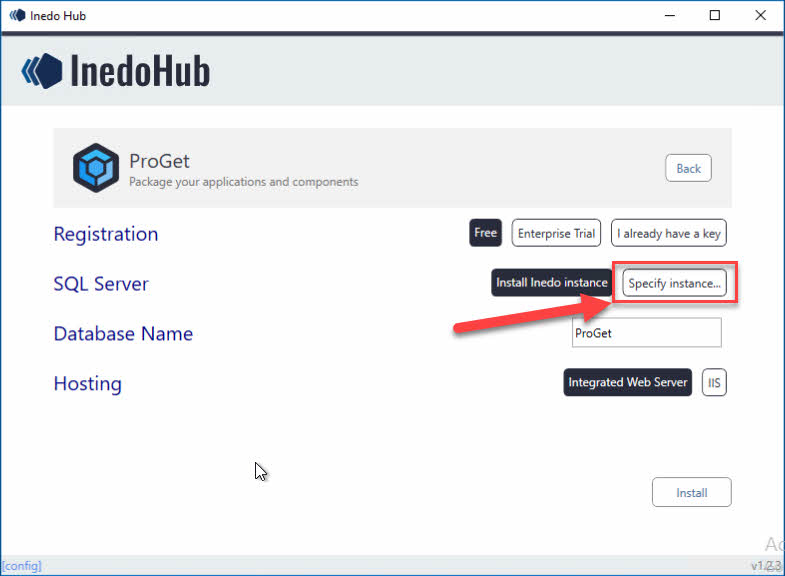 Inedo Hub
InedoHub
ProGet
Package your applications and components
Back
Registration
Free
Enterprise Trial
I already have a key
SQL Server
Install Inedo instance
Specify instance...
Database Name
ProGet
Hosting
Integrated Web Server
IIS
Install
[config]
v1.2.3